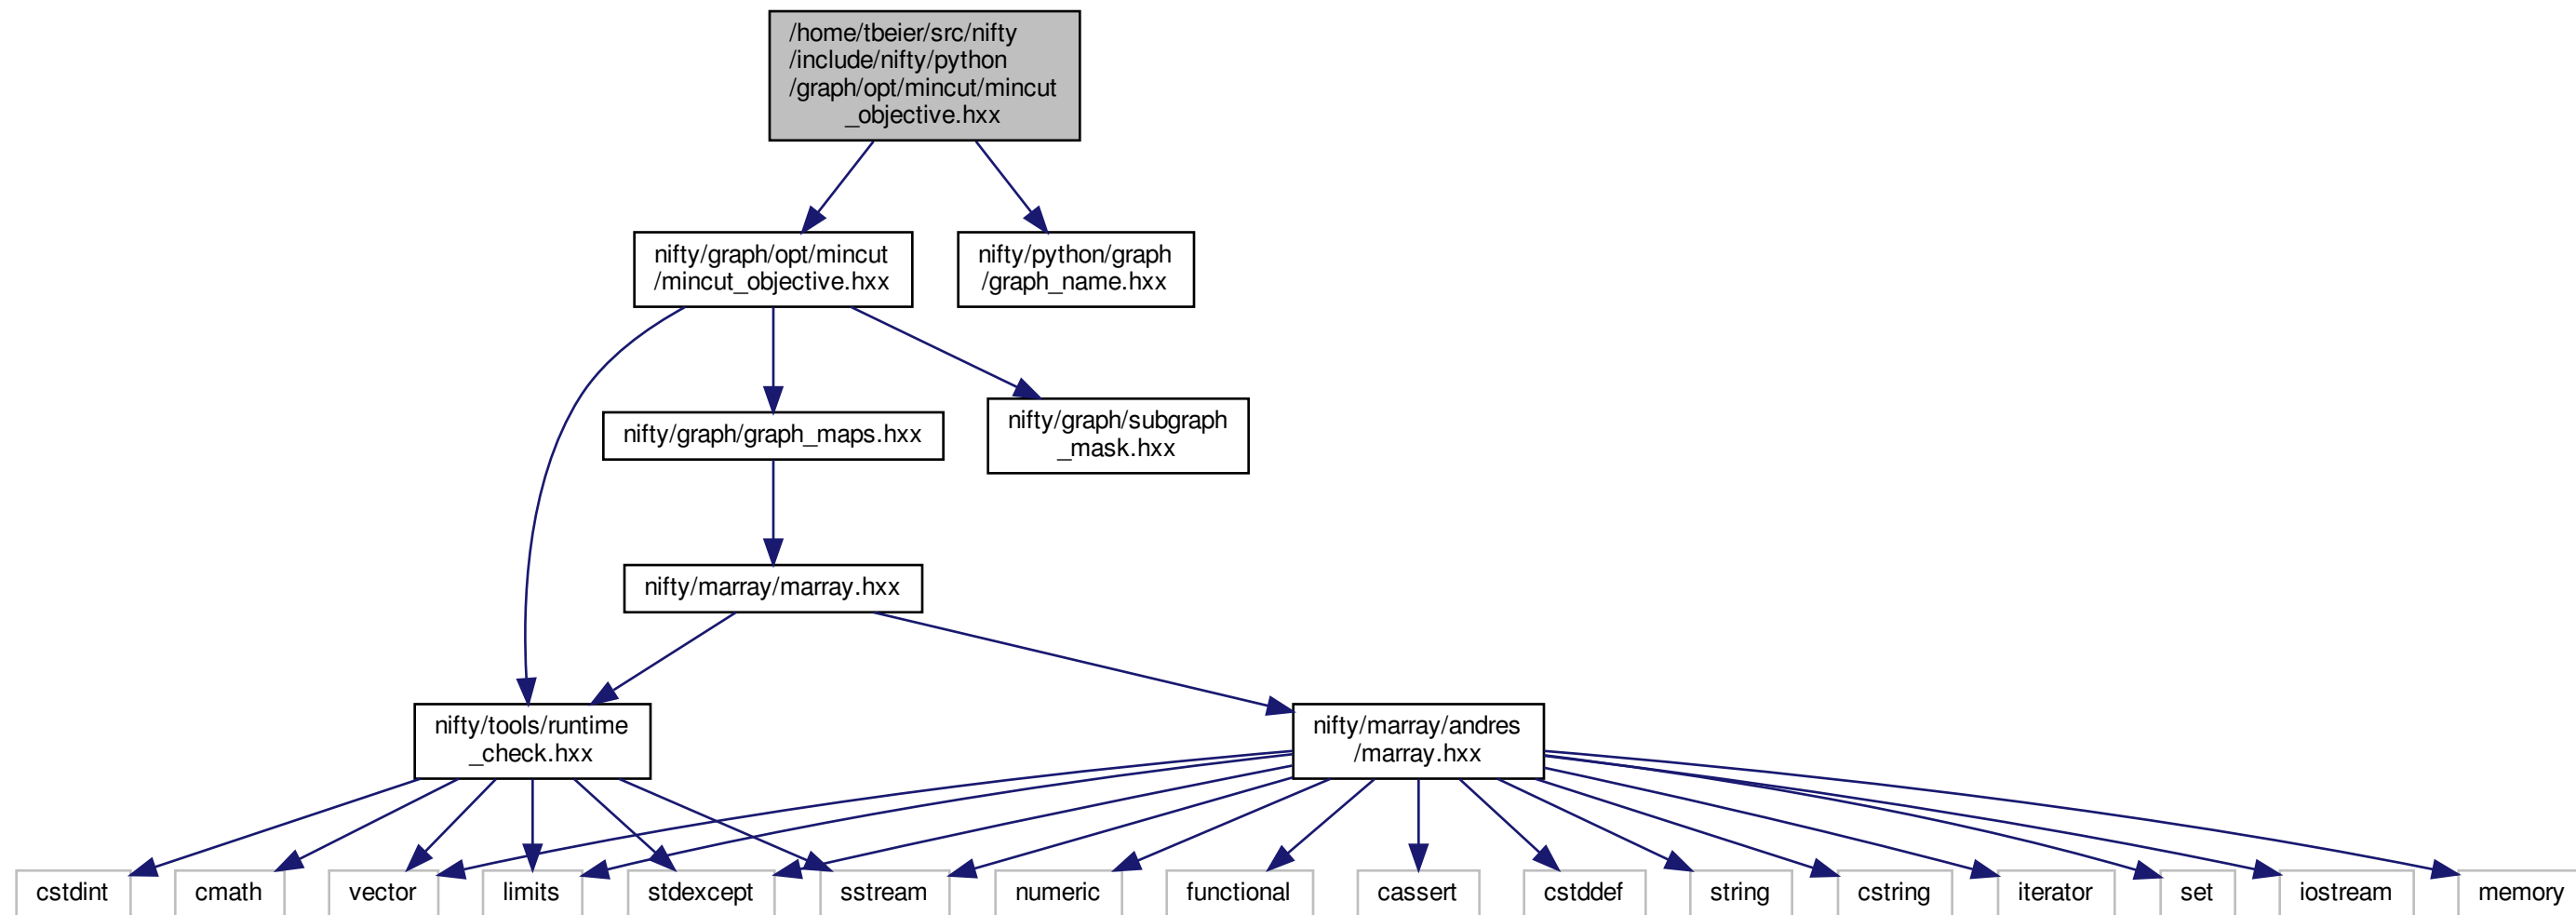 /home/tbeier/src/nifty
/include/nifty/python
/graph/opt/mincut/mincut
_objective.hxx
nifty/graph/opt/mincut
/mincut_objective.hxx
nifty/python/graph
/graph_name.hxx
nifty/graph/graph_maps.hxx
nifty/graph/subgraph
_mask.hxx
nifty/marray/marray.hxx
nifty/tools/runtime
_check.hxx
nifty/marray/andres
/marray.hxx
cstdint
cmath
vector
limits
stdexcept
sstream
numeric
functional
cassert
cstddef
string
cstring
iterator
set
iostream
memory